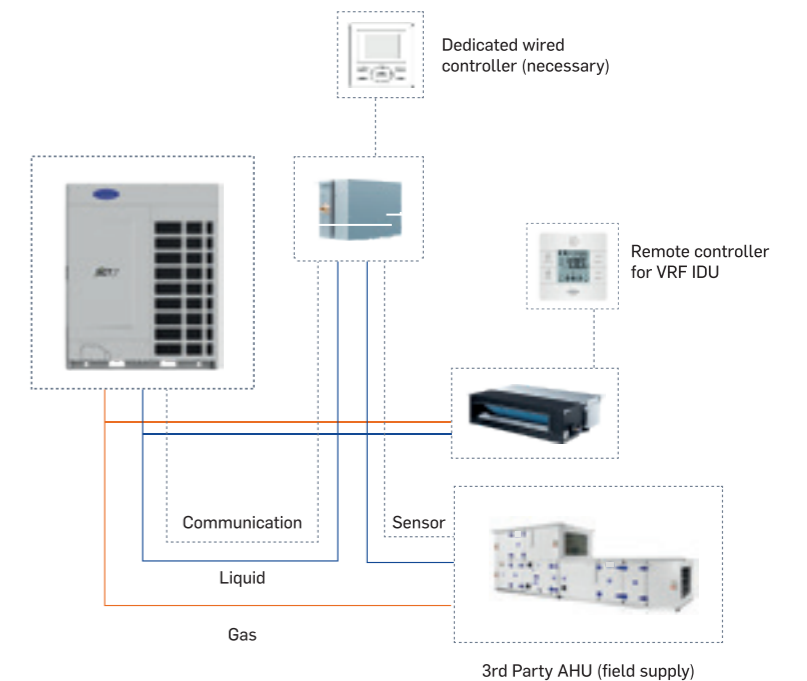 Dedicated wired
controller (necessary)
Remote controller
for VRF IDU
Communication
Sensor
Liquid
Gas
3rd Party AHU (field supply)